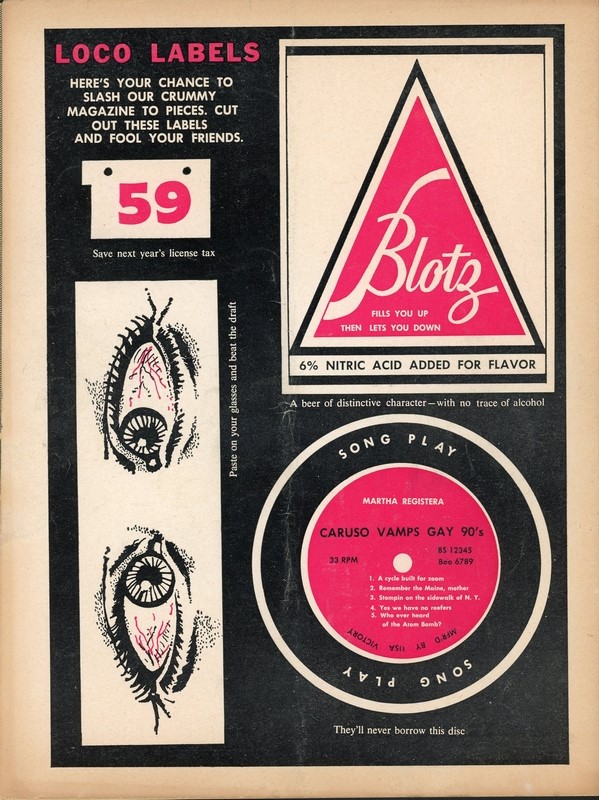 LOCO LABELS
HERE'S YOUR CHANCE TO
SLASH OUR CRUMMY
MAGAZINE TO PIECES. CUT
OUT THESE LABELS
AND FOOL YOUR FRIENDS.
59
Save next year's license tax
Paste on your glasses and beat the draft
Blotz
FILLS YOU UP
THEN LETS YOU DOWN
6% NITRIC ACID ADDED FOR FLAVOR
A beer of distinctive character—with no trace of alcohol
SONG PLAY
MARTHA REGISTERA
CARUSO VAMPS GAY 90's
33 RPM
BS 12345
Boo 6789
1. A cycle built for zoom
2. Remember the Maine, mother
3. Stompin on the sidewalk of N. Y.
4. Yes we have no reefers
5. Who ever heard
of the Atom Bomb?
MFR'D BY USA VICTORY
SONG PLAY
They'll never borrow this disc